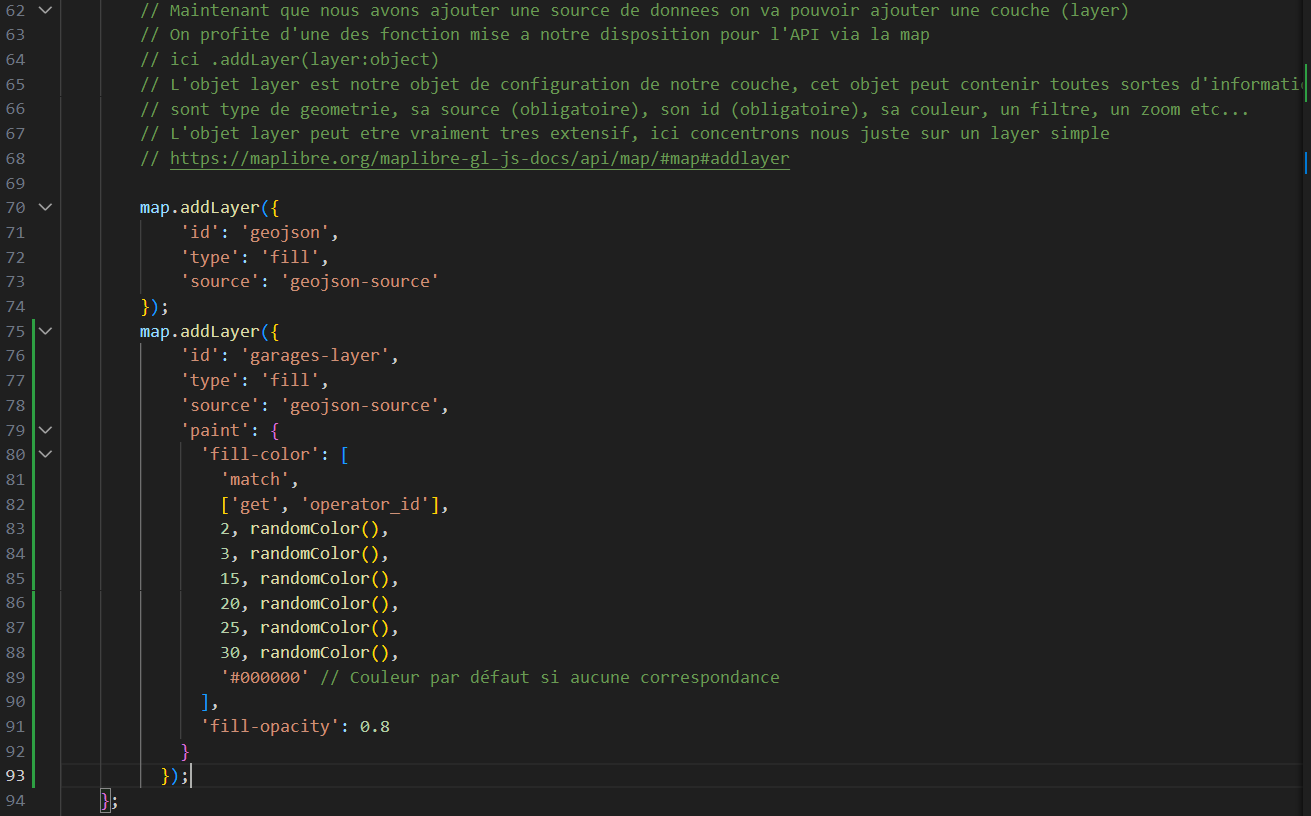 62 // Maintenant que nous avons ajouter une source de donnees on va pouvoir ajouter une couche (layer)
63 // On profite d'une des fonction mise a notre disposition pour l'API via la map
64 // ici .addLayer(layer:object)
65 // L'objet layer est notre objet de configuration de notre couche, cet objet peut contenir toutes sortes d'informati
66 // sont type de geometrie, sa source (obligatoire), son id (obligatoire), sa couleur, un filtre, un zoom etc...
67 // L'objet layer peut etre vraiment tres extensif, ici concentrons nous juste sur un layer simple
68 // https://maplibre.org/maplibre-gl-js-docs/api/map/#map#addlayer
69
70 map.addLayer({
71 'id': 'geojson',
72 'type': 'fill',
73 'source': 'geojson-source'
74 });
75 map.addLayer({
76 'id': 'garages-layer',
77 'type': 'fill',
78 'source': 'geojson-source',
79 'paint': {
80 'fill-color': [
81 'match',
82 ['get', 'operator_id'],
83 2, randomColor(),
84 3, randomColor(),
85 15, randomColor(),
86 20, randomColor(),
87 25, randomColor(),
88 30, randomColor(),
89 '#000000' // Couleur par défaut si aucune correspondance
90 ],
91 'fill-opacity': 0.8
92 }
93 });
94 };